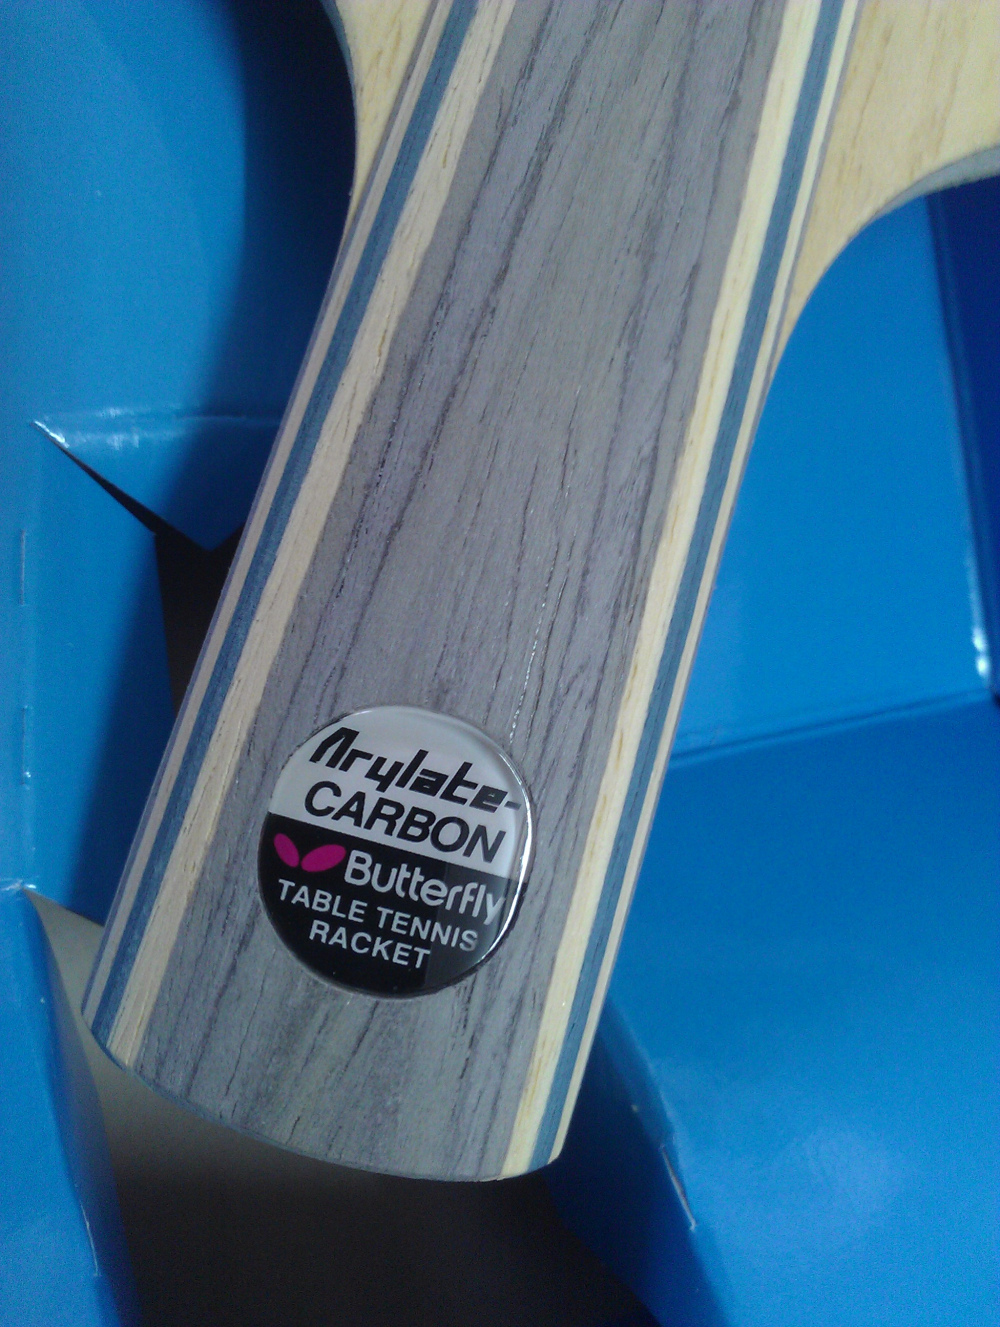 Arylate-
CARBON
Butterfly
TABLE TENNIS
RACKET